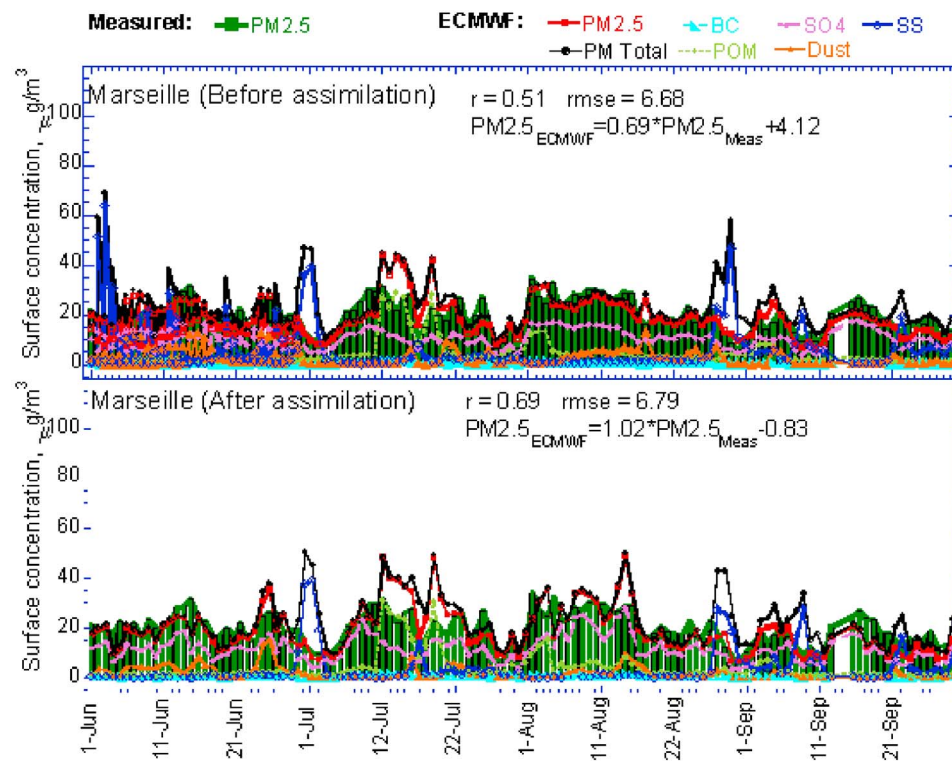 Measured: PM2.5 ECMWF: PM2.5 BC SO4 SS
PM Total POM Dust
Marseille (Before assimilation) r = 0.51 rmse = 6.68
PM2.5ECMWF=0.69*PM2.5Meas+4.12
Surface concentration, µg/m³
100
80
60
40
20
0
Marseille (After assimilation) r = 0.69 rmse = 6.79
PM2.5ECMWF=1.02*PM2.5Meas-0.83
Surface concentration, µg/m³
100
80
60
40
20
0
1-Jun 11-Jun 21-Jun 1-Jul 12-Jul 22-Jul 1-Aug 11-Aug 22-Aug 1-Sep 11-Sep 21-Sep